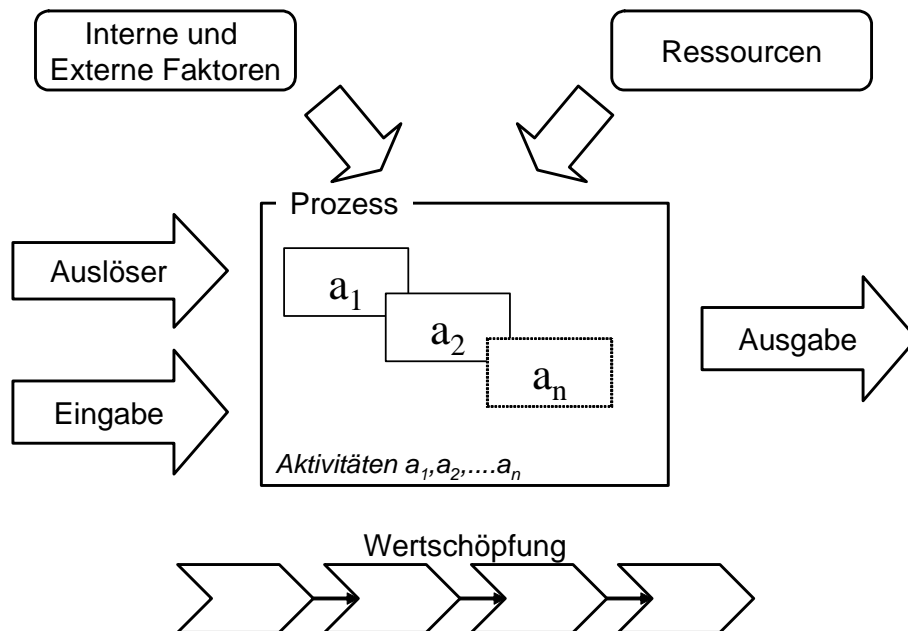 Interne und
Externe Faktoren
Ressourcen
Prozess
Auslöser
a₁
a₂
Ausgabe
aₙ
Eingabe
Aktivitäten a₁,a₂,....aₙ
Wertschöpfung